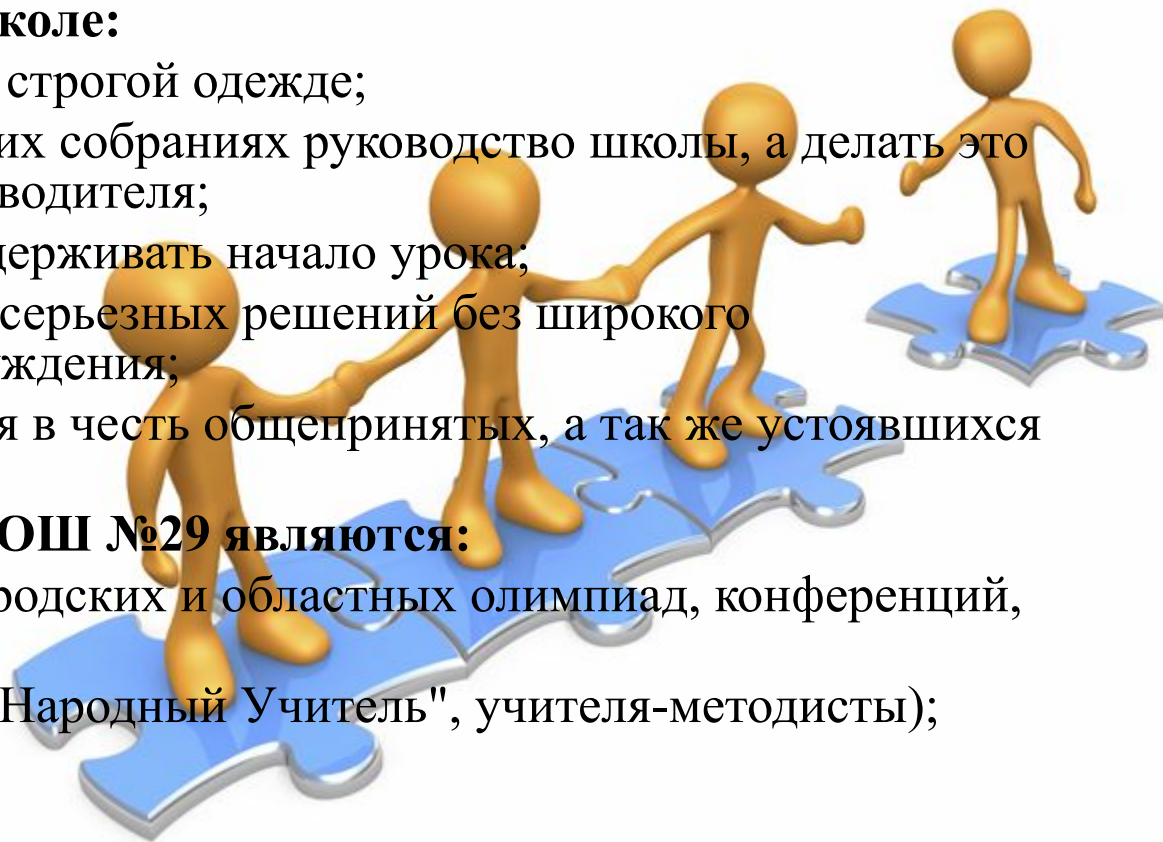 коле:
строгой одежде;
их собраниях руководство школы, а делать это
водителя;
держивать начало урока;
серьезных решений без широкого
уждения;
я в честь общепринятых, а так же устоявшихся
ОШ №29 являются:
родских и областных олимпиад, конференций,
Народный Учитель", учителя-методисты);